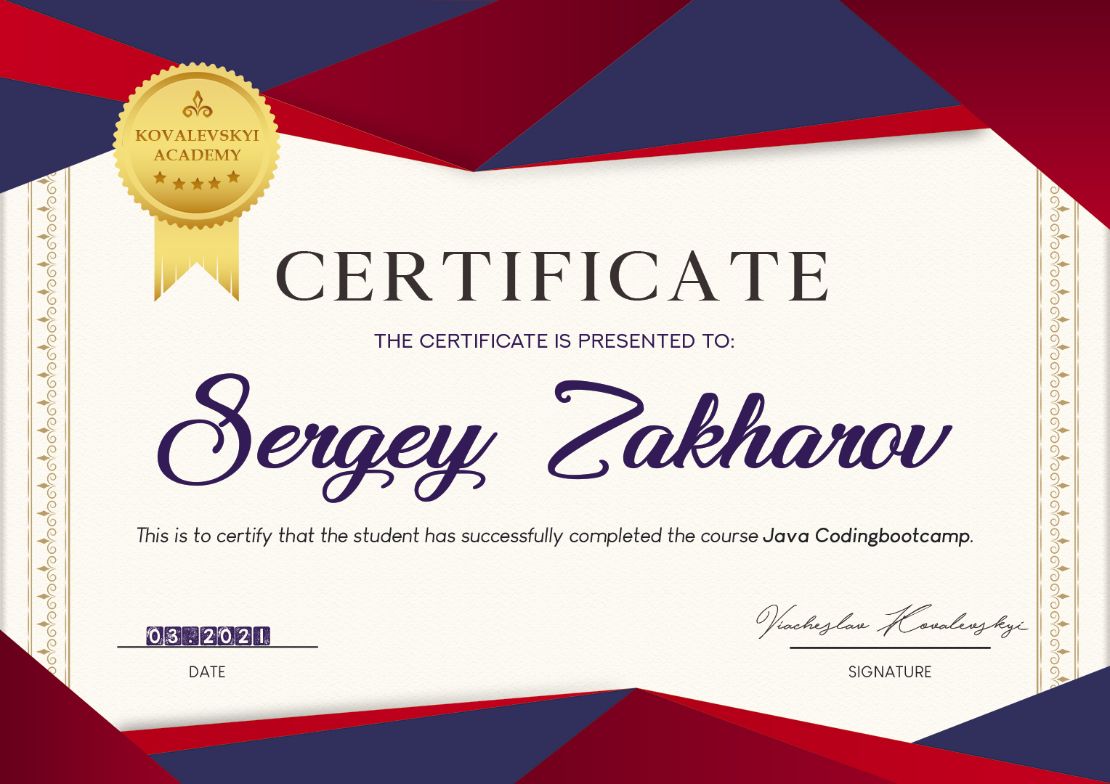 KOVALEVSKYI
ACADEMY
CERTIFICATE
THE CERTIFICATE IS PRESENTED TO:
Sergey Zakharov
This is to certify that the student has successfully completed the course Java Codingbootcamp.
03.2021
Viacheslav Kovalevskyi
DATE
SIGNATURE